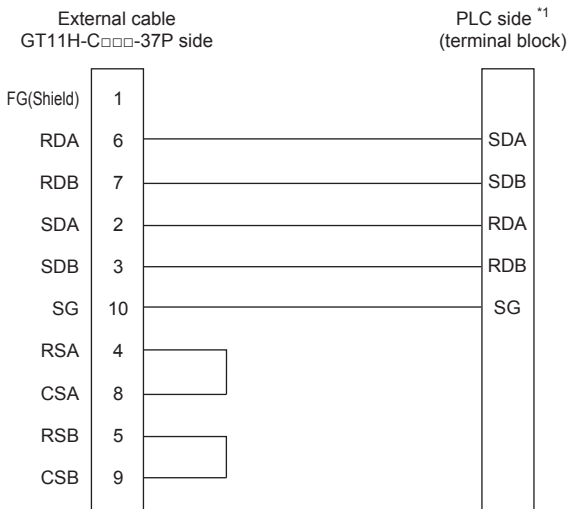 External cable
GT11H-C□□□-37P side
PLC side *1
(terminal block)
FG(Shield) 1
RDA 6 SDA
RDB 7 SDB
SDA 2 RDA
SDB 3 RDB
SG 10 SG
RSA 4
CSA 8
RSB 5
CSB 9